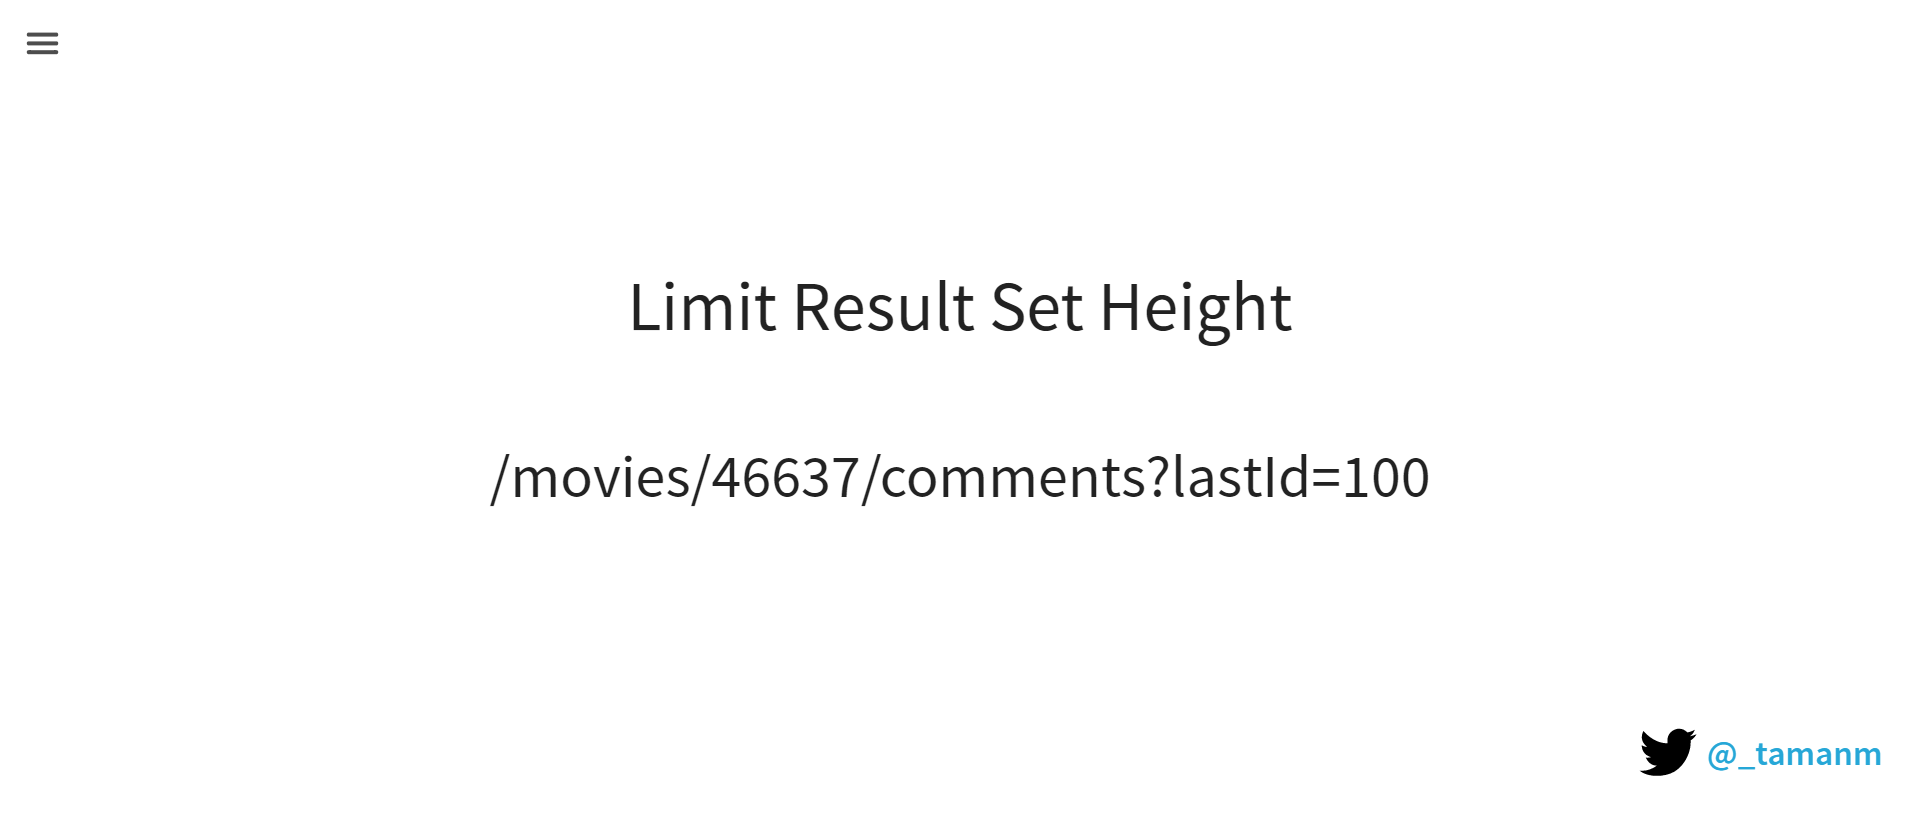 Limit Result Set Height
/movies/46637/comments?lastId=100
@_tamanm